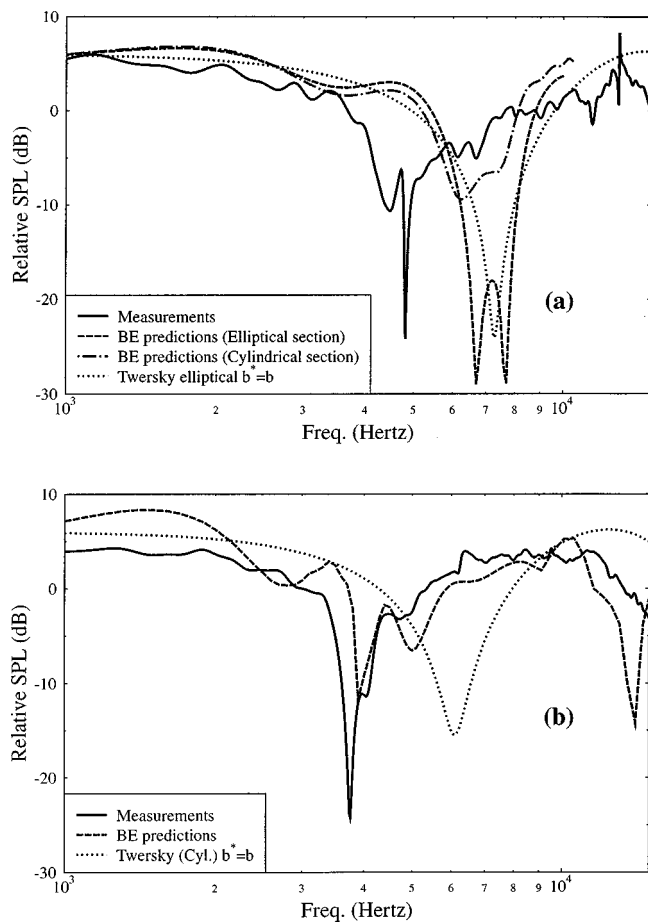 10
0
-10
-20
-30
Relative SPL (dB)
(a)
Measurements
BE predictions (Elliptical section)
BE predictions (Cylindrical section)
Twersky elliptical b*=b
10³ 2 3 4 5 6 7 8 9 10⁴
Freq. (Hertz)
10
0
-10
-20
-30
Relative SPL (dB)
(b)
Measurements
BE predictions
Twersky (Cyl.) b*=b
10³ 2 3 4 5 6 7 8 9 10⁴
Freq. (Hertz)